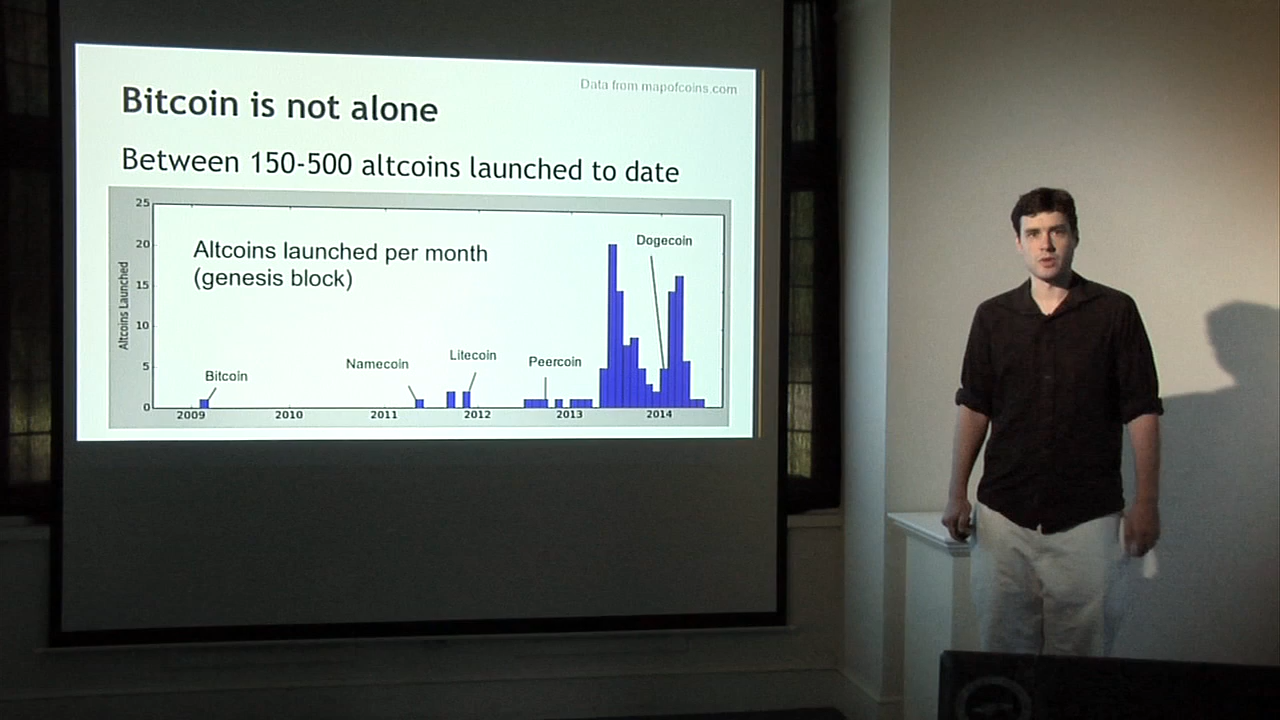 Data from mapofcoins.com
Bitcoin is not alone
Between 150-500 altcoins launched to date
Altcoins launched per month
(genesis block)
Altcoins Launched
25
20
15
10
5
0
Bitcoin
Namecoin
Litecoin
Peercoin
Dogecoin
2009
2010
2011
2012
2013
2014